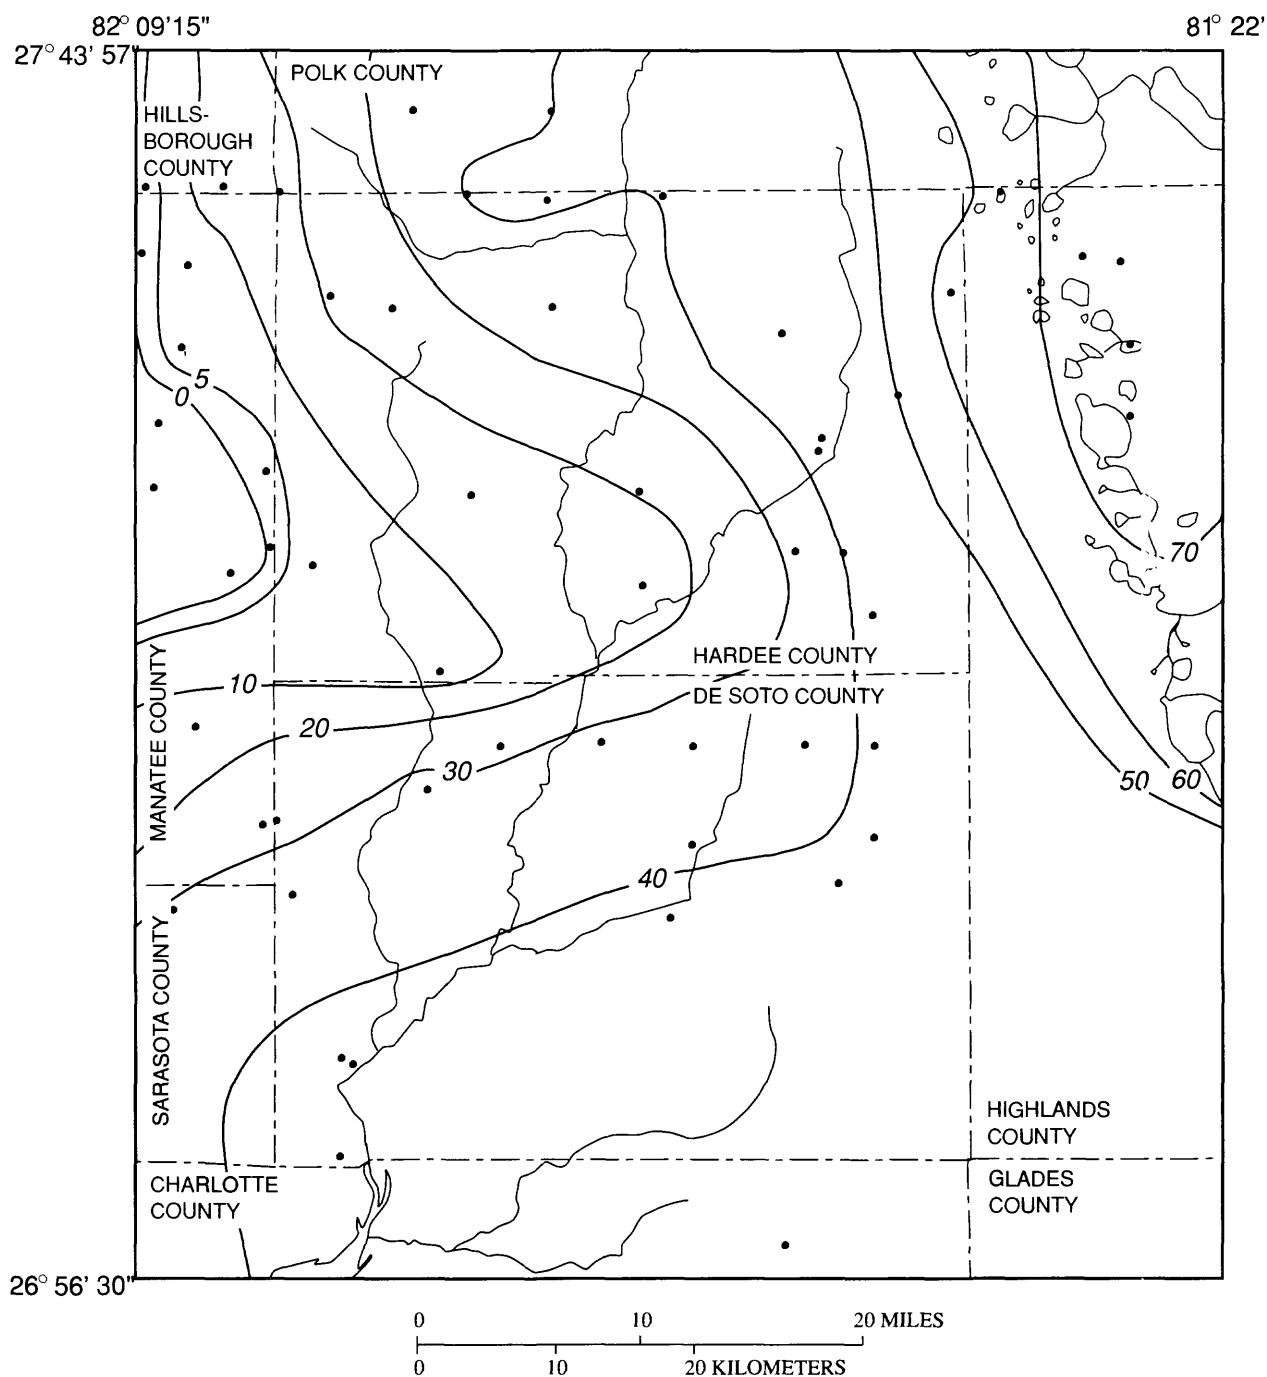 82° 09'15"
81° 22'
27° 43' 57"
POLK COUNTY
HILLS-
BOROUGH
COUNTY
5
0
70
MANATEE COUNTY
HARDEE COUNTY
10
DE SOTO COUNTY
20
30
50
60
40
SARASOTA COUNTY
HIGHLANDS
COUNTY
CHARLOTTE
COUNTY
GLADES
COUNTY
26° 56' 30"
0 10 20 MILES
0 10 20 KILOMETERS